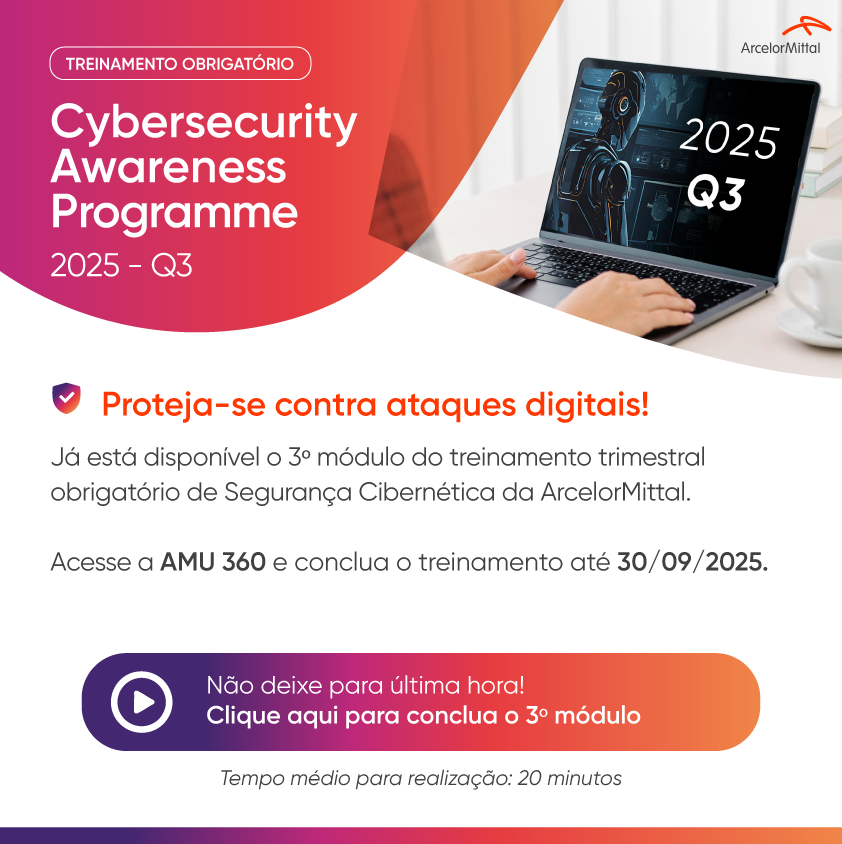 ArcelorMittal
TREINAMENTO OBRIGATÓRIO
Cybersecurity
Awareness
Programme
2025 - Q3
2025
Q3
Proteja-se contra ataques digitais!
Já está disponível o 3º módulo do treinamento trimestral
obrigatório de Segurança Cibernética da ArcelorMittal.
Acesse a AMU 360 e conclua o treinamento até 30/09/2025.
Não deixe para última hora!
Clique aqui para conclua o 3º módulo
Tempo médio para realização: 20 minutos